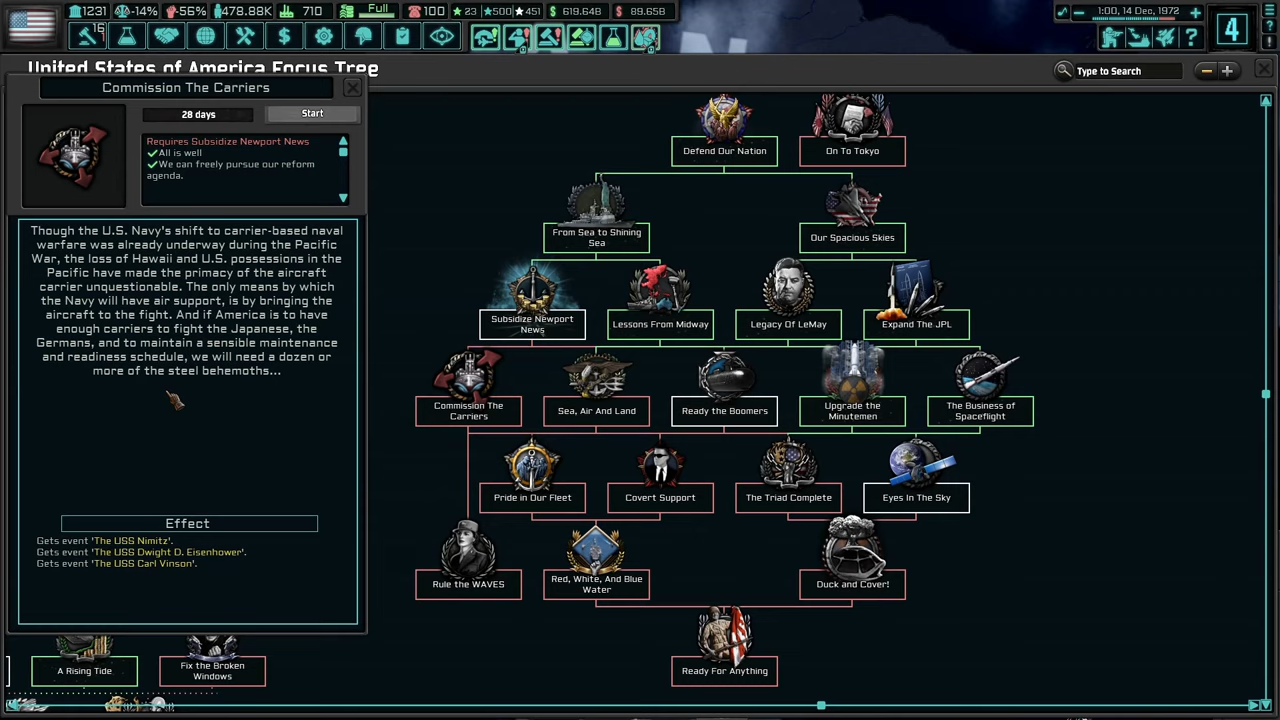 1231
-14%
-56%
478.88K
710
Full
100
23
500
451
619.64B
89.65B
1:00, 14 Dec, 1972
16
4
United States of America Focus Tree
Type to Search
Commission The Carriers
28 days
Start
Requires Subsidize Newport News
All is well
We can freely pursue our reform
agenda.
Though the U.S. Navy's shift to carrier-based naval
warfare was already underway during the Pacific
War, the loss of Hawaii and U.S. possessions in the
Pacific have made the primacy of the aircraft
carrier unquestionable. The only means by which
the Navy will have air support, is by bringing the
aircraft to the fight. And if America is to have
enough carriers to fight the Japanese, the
Germans, and to maintain a sensible maintenance
and readiness schedule, we will need a dozen or
more of the steel behemoths...
Effect
Gets event 'The USS Nimitz'.
Gets event 'The USS Dwight D. Eisenhower'.
Gets event 'The USS Carl Vinson'.
Defend Our Nation
On To Tokyo
From Sea to Shining
Sea
Our Spacious Skies
Subsidize Newport
News
Lessons From Midway
Legacy Of LeMay
Expand The JPL
Commission The
Carriers
Sea, Air And Land
Ready the Boomers
Upgrade the
Minutemen
The Business of
Spaceflight
Pride in Our Fleet
Covert Support
The Triad Complete
Eyes In The Sky
Rule the WAVES
Red, White, And Blue
Water
Duck and Cover!
Ready For Anything
A Rising Tide
Fix the Broken
Windows